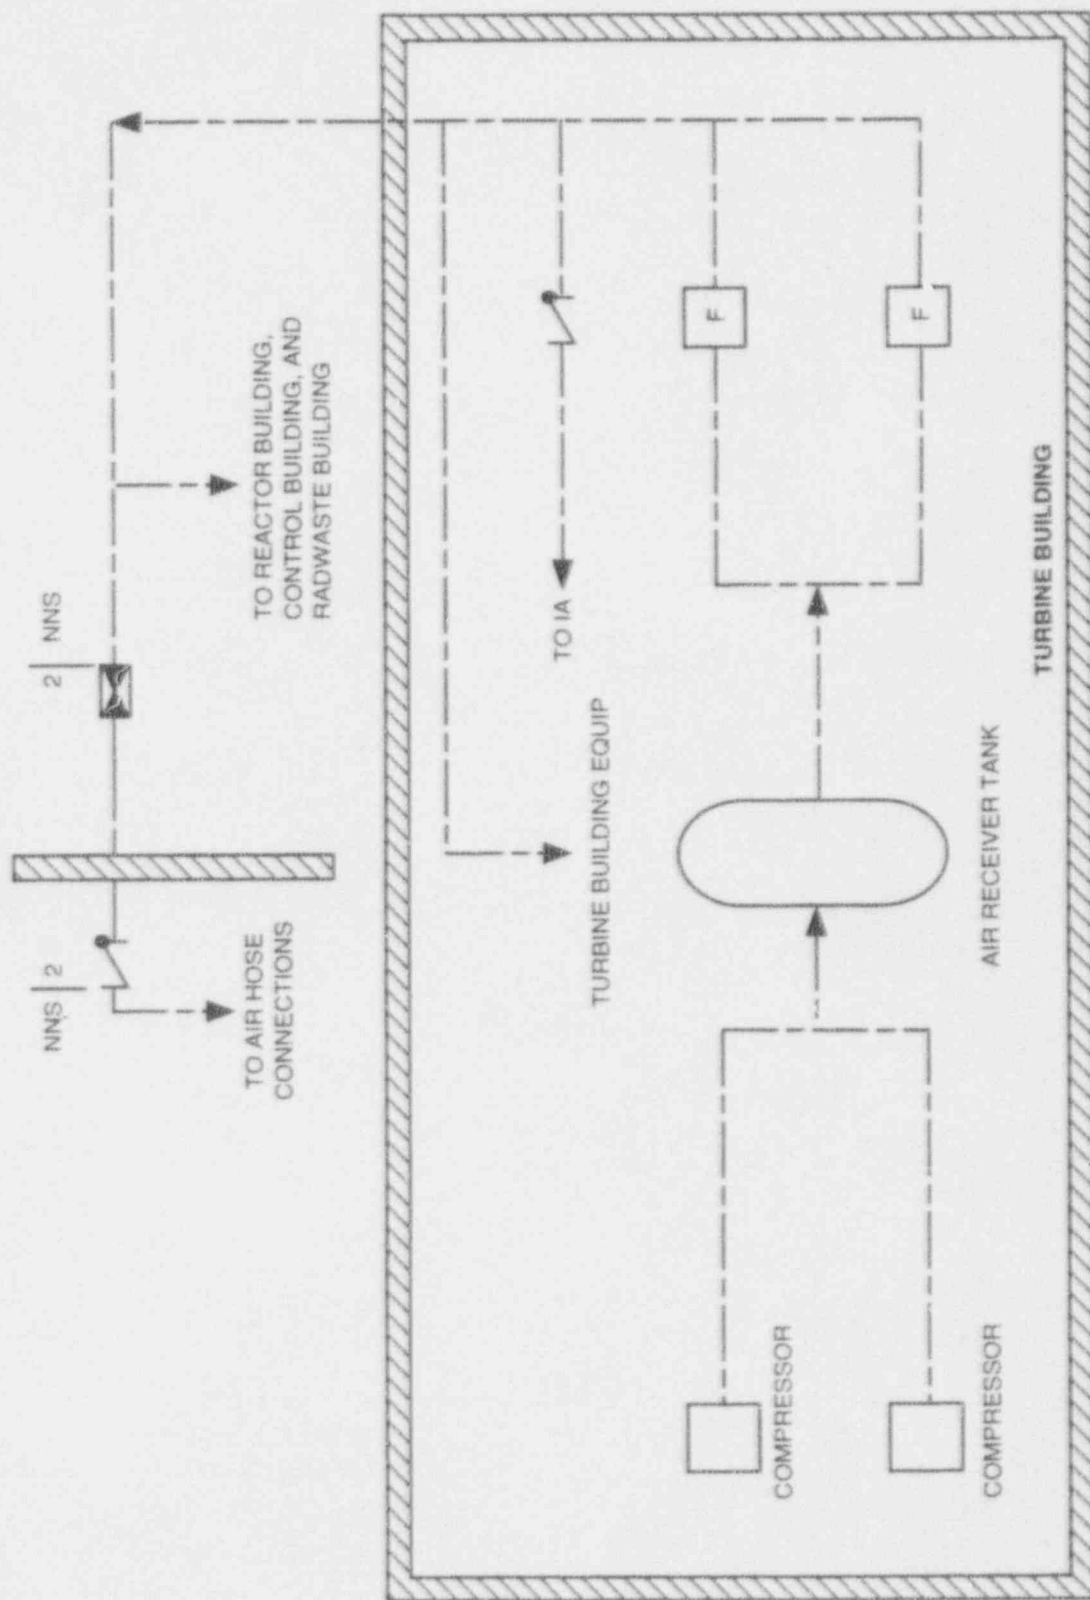 NNS 2
2 NNS
TO AIR HOSE
CONNECTIONS
TO REACTOR BUILDING,
CONTROL BUILDING, AND
RADWASTE BUILDING
TURBINE BUILDING EQUIP
TO IA
F
F
COMPRESSOR
COMPRESSOR
AIR RECEIVER TANK
TURBINE BUILDING